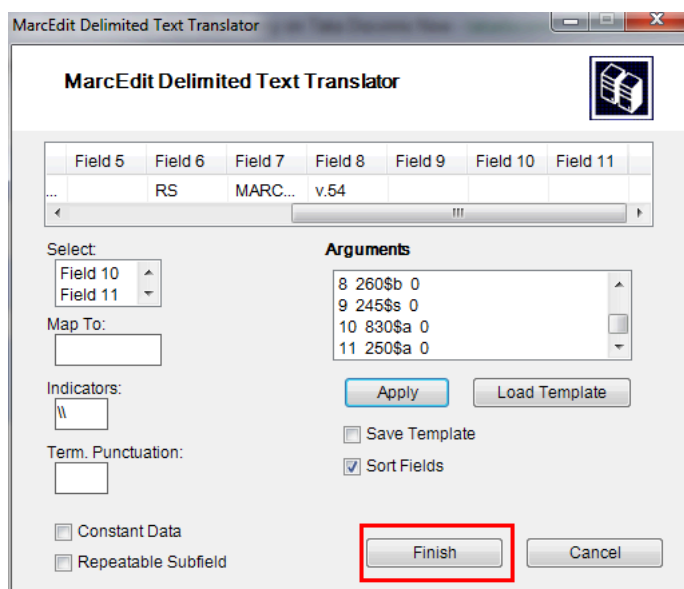 MarcEdit Delimited Text Translator
MarcEdit Delimited Text Translator
Field 5 Field 6 Field 7 Field 8 Field 9 Field 10 Field 11
... RS MARC... v.54
Select:
Field 10
Field 11
Arguments
8 260$b 0
9 245$s 0
10 830$a 0
11 250$a 0
Map To:
Indicators:
\\
Apply Load Template
Save Template
Term. Punctuation:
Sort Fields
Constant Data
Repeatable Subfield
Finish Cancel